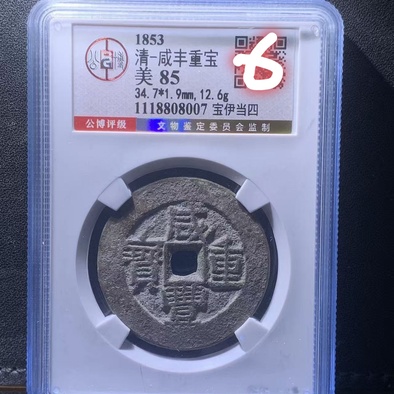 1853
清-咸丰重宝
美 85
34.7*1.9mm,12.6g
1118808007 宝伊当四
公博评级
文物鉴定委员会监制
6
咸
寶 重
豐